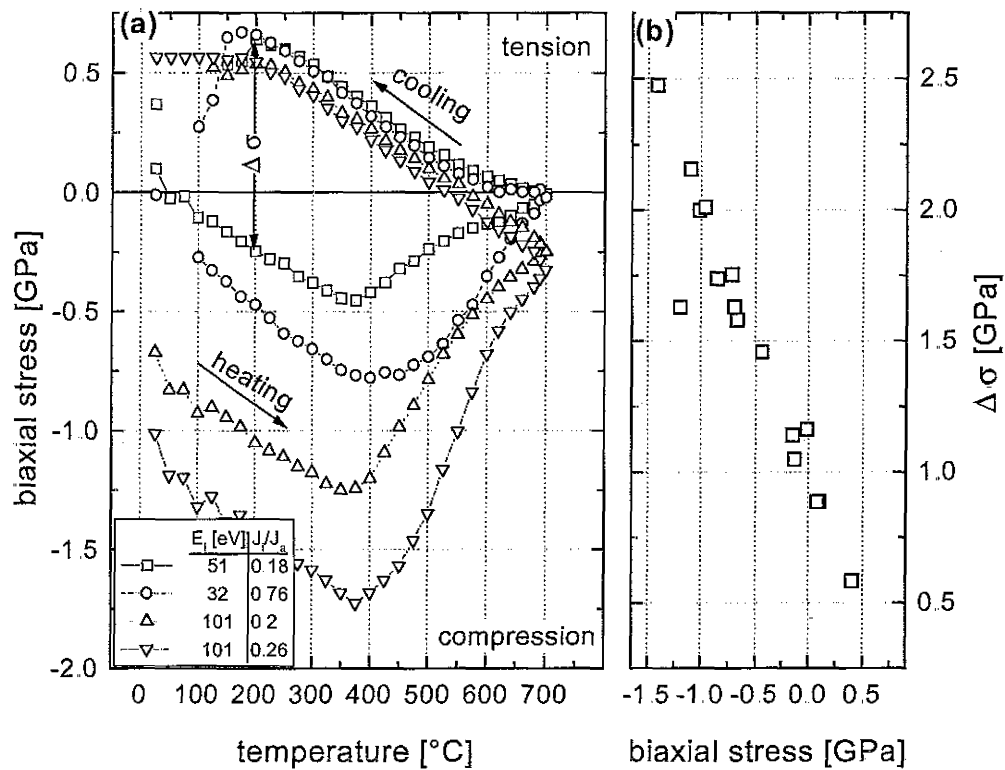 (a)
tension
cooling
Δσ
heating
compression
E_i [eV] J_i/J_a
51 0.18
32 0.76
101 0.2
101 0.26
0.5
0.0
-0.5
-1.0
-1.5
-2.0
biaxial stress [GPa]
0 100 200 300 400 500 600 700
temperature [°C]
(b)
2.5
2.0
1.5
1.0
0.5
Δσ [GPa]
-1.5 -1.0 -0.5 0.0 0.5
biaxial stress [GPa]